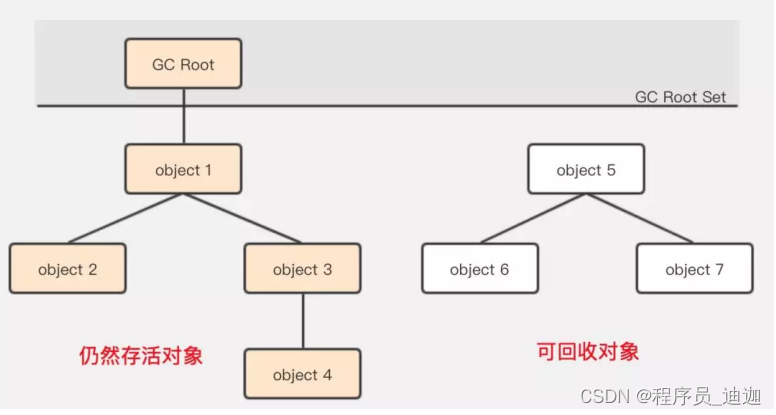 GC Root
GC Root Set
object 1
object 5
object 2
object 3
object 6
object 7
仍然存活对象
可回收对象
object 4
CSDN @程序员_迪迦